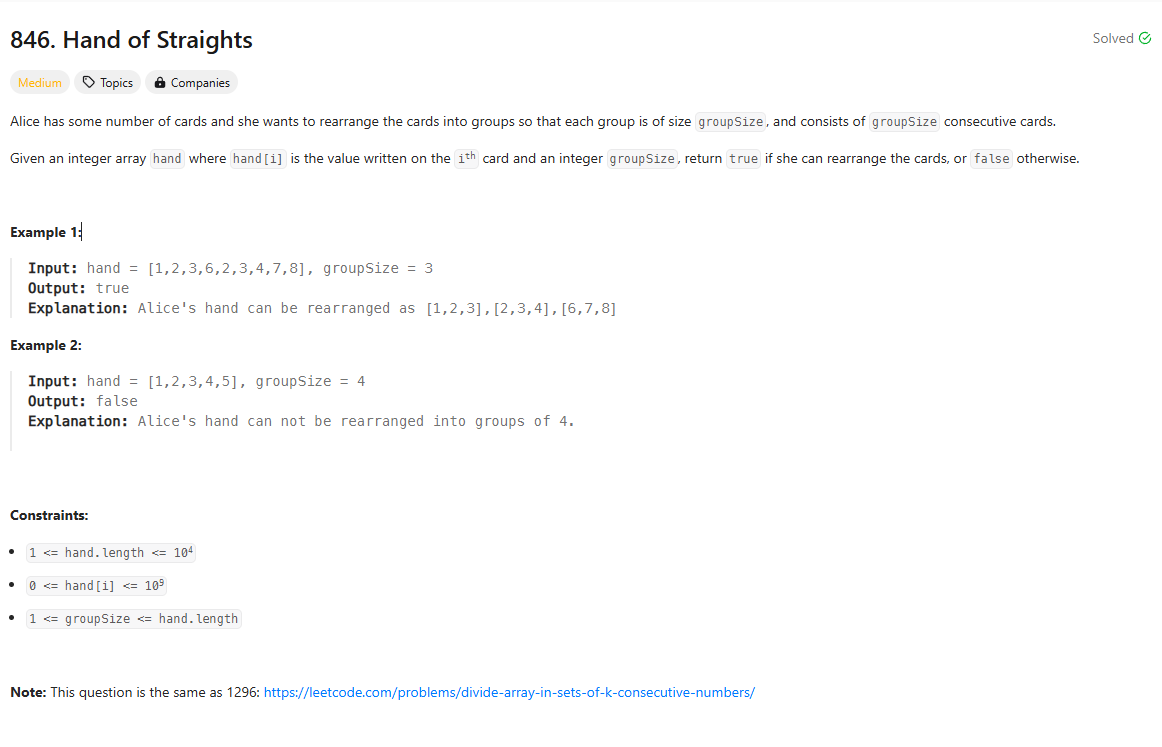 846. Hand of Straights
Solved
Medium Topics Companies
Alice has some number of cards and she wants to rearrange the cards into groups so that each group is of size groupSize, and consists of groupSize consecutive cards.
Given an integer array hand where hand[i] is the value written on the ith card and an integer groupSize, return true if she can rearrange the cards, or false otherwise.
Example 1:
Input: hand = [1,2,3,6,2,3,4,7,8], groupSize = 3
Output: true
Explanation: Alice's hand can be rearranged as [1,2,3],[2,3,4],[6,7,8]
Example 2:
Input: hand = [1,2,3,4,5], groupSize = 4
Output: false
Explanation: Alice's hand can not be rearranged into groups of 4.
Constraints:
• 1 <= hand.length <= 10⁴
• 0 <= hand[i] <= 10⁹
• 1 <= groupSize <= hand.length
Note: This question is the same as 1296: https://leetcode.com/problems/divide-array-in-sets-of-k-consecutive-numbers/